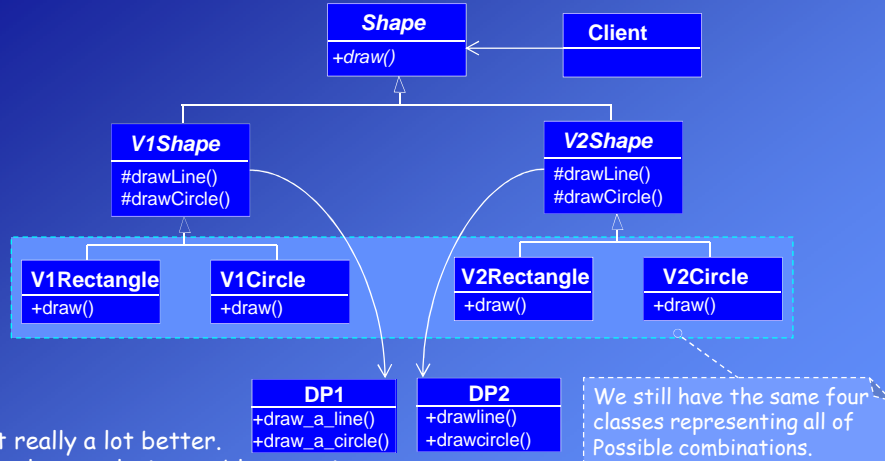 Shape
+draw()
Client
V1Shape
#drawLine()
#drawCircle()
V2Shape
#drawLine()
#drawCircle()
V1Rectangle
+draw()
V1Circle
+draw()
V2Rectangle
+draw()
V2Circle
+draw()
DP1
+draw_a_line()
+draw_a_circle()
DP2
+drawline()
+drawcircle()
We still have the same four
classes representing all of
Possible combinations.
really a lot better.